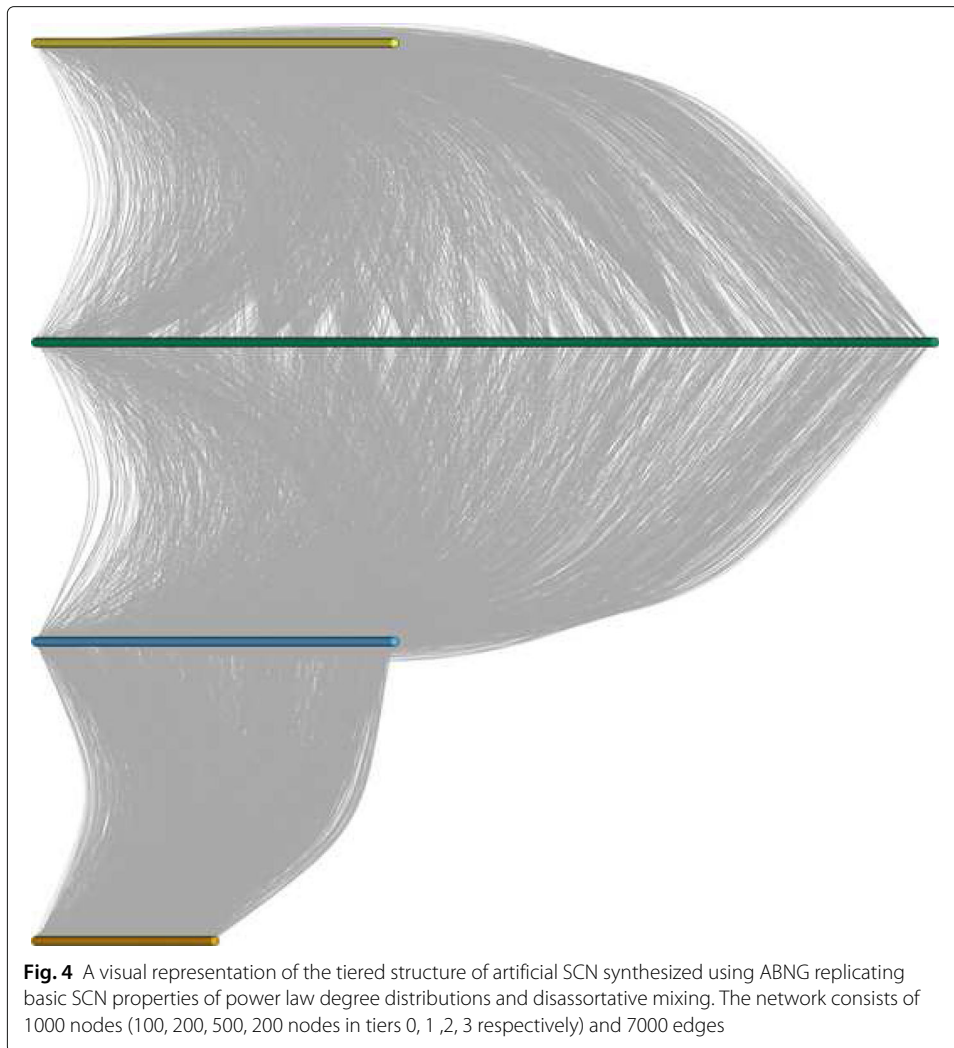 Fig. 4 A visual representation of the tiered structure of artificial SCN synthesized using ABNG replicating
basic SCN properties of power law degree distributions and disassortative mixing. The network consists of
1000 nodes (100, 200, 500, 200 nodes in tiers 0, 1 ,2, 3 respectively) and 7000 edges